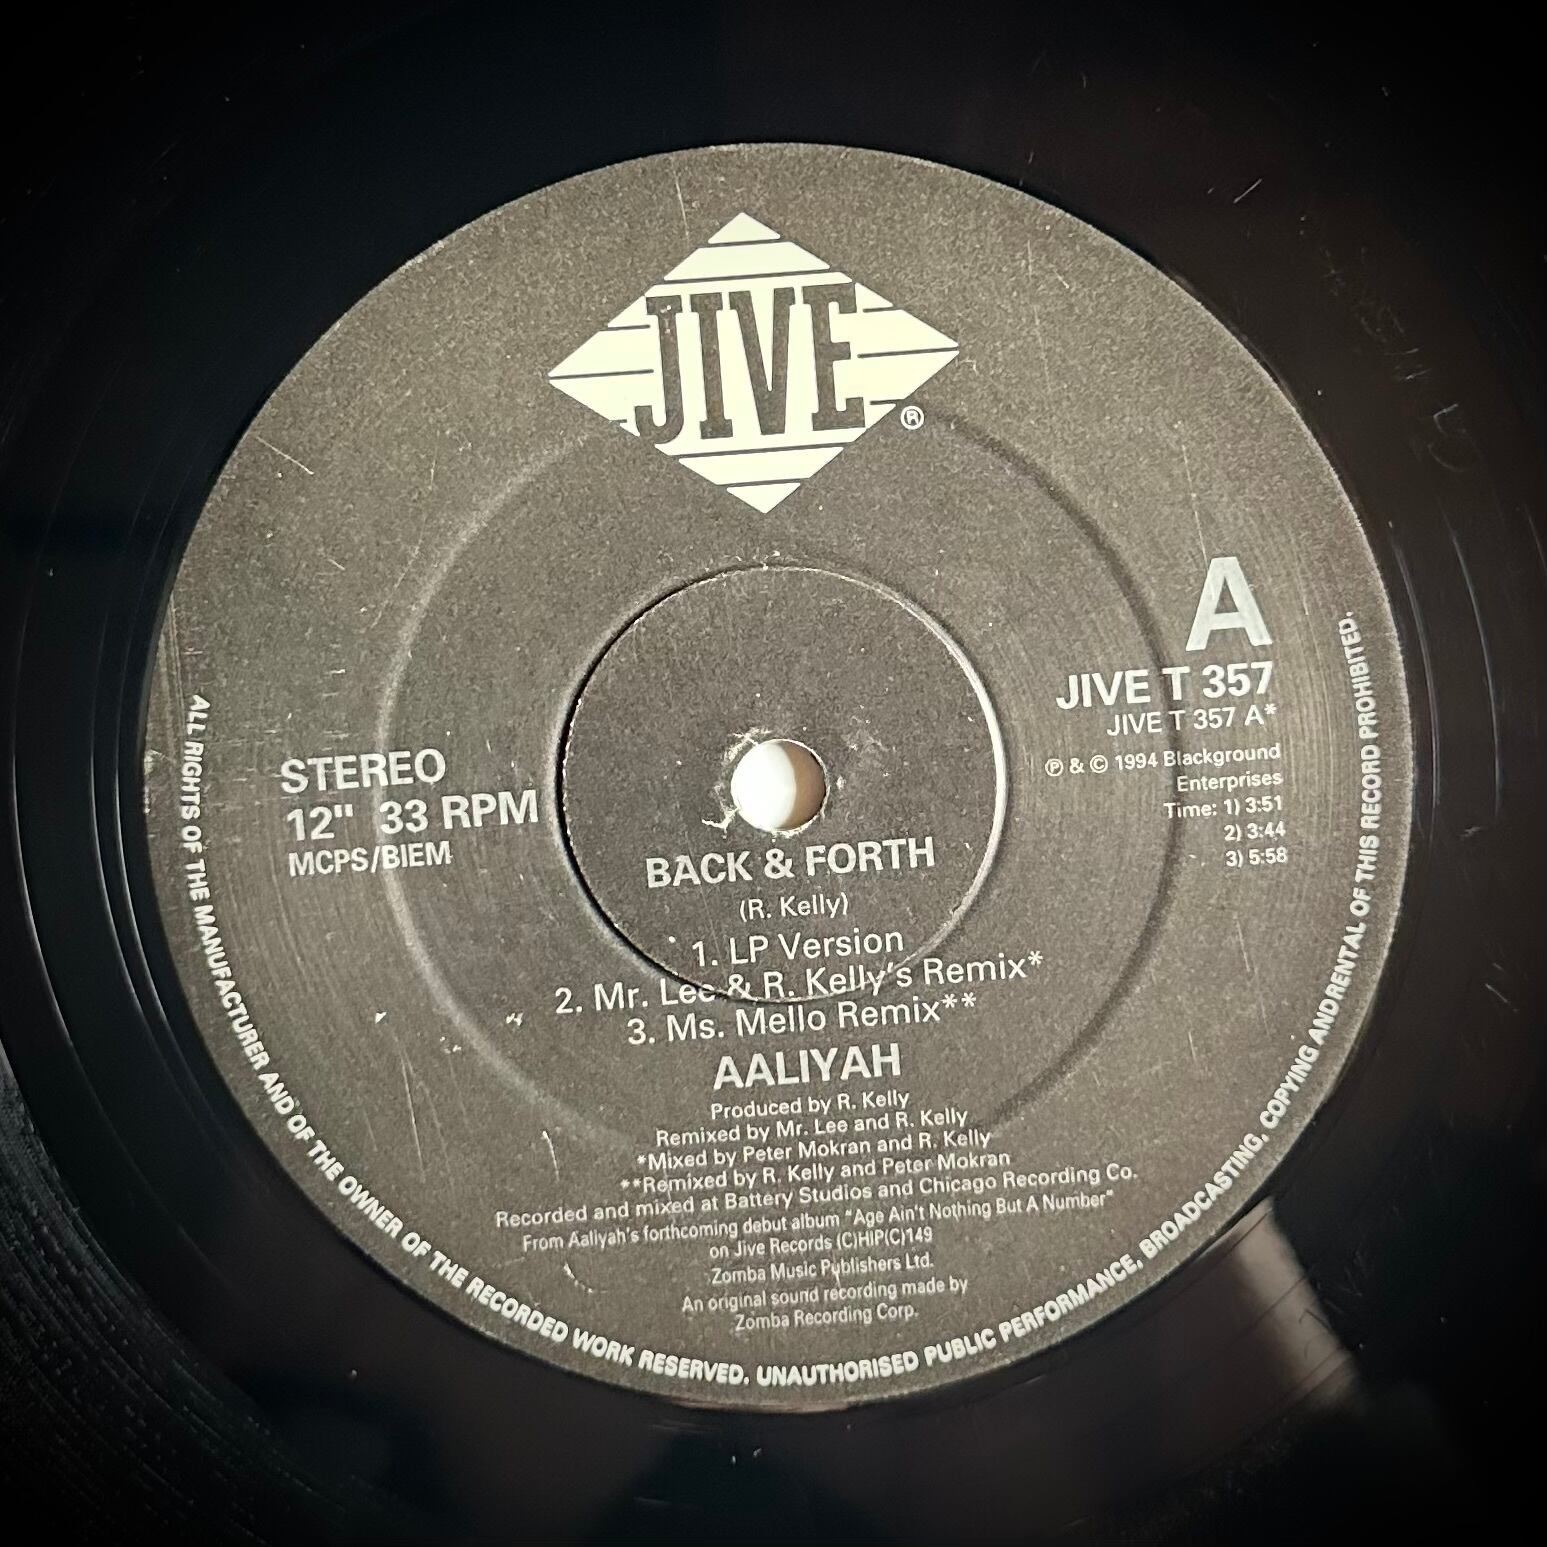 JIVE
®
A
JIVE T 357
JIVE T 357 A*
℗ & © 1994 Blackground
Enterprises
Time: 1) 3:51
2) 3:44
3) 5:58
STEREO
12" 33 RPM
MCPS/BIEM
BACK & FORTH
(R. Kelly)
1. LP Version
2. Mr. Lee & R. Kelly's Remix*
3. Ms. Mello Remix**
AALIYAH
Produced by R. Kelly
Remixed by Mr. Lee and R. Kelly
*Mixed by Peter Mokran and R. Kelly
**Remixed by R. Kelly and Peter Mokran
Recorded and mixed at Battery Studios and Chicago Recording Co.
From Aaliyah's forthcoming debut album "Age Ain't Nothing But A Number"
on Jive Records (C)HIP(C)149
Zomba Music Publishers Ltd.
An original sound recording made by
Zomba Recording Corp.
ALL RIGHTS OF THE MANUFACTURER AND OF THE OWNER OF THE RECORDED WORK RESERVED. UNAUTHORISED PUBLIC PERFORMANCE, BROADCASTING, COPYING AND RENTAL OF THIS RECORD PROHIBITED.